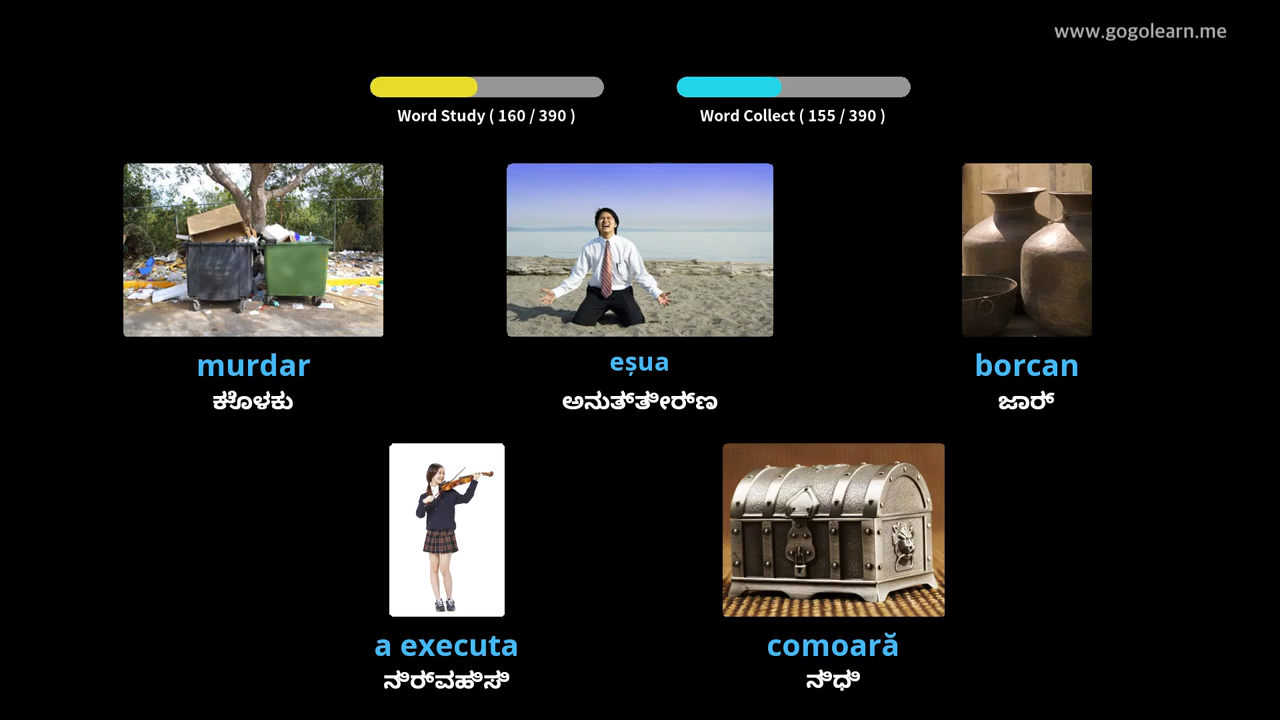 www.gogolearn.me
Word Study ( 160 / 390 )
Word Collect ( 155 / 390 )
murdar
ಕೊಳಕು
eșua
ಅನುತ್ತೀರ್ಣ
borcan
ಜಾರ್
a executa
ನಿರ್ವಹಿಸಿ
comoară
ನಿಧಿ